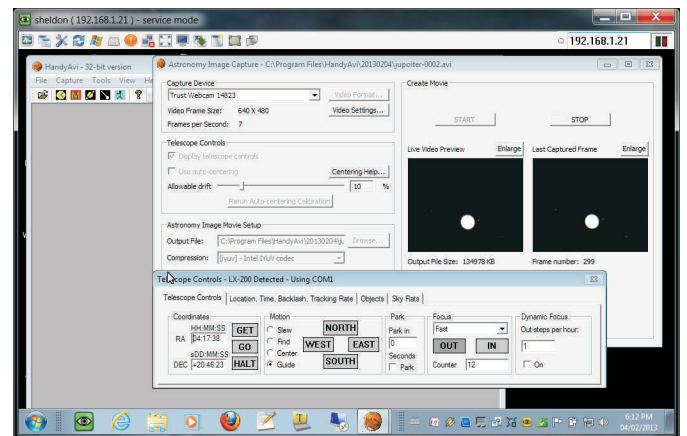 sheldon ( 192.168.1.21 ) - service mode
192.168.1.21
HandyAvi - 32-bit version
File Capture Tools View
Astronomy Image Capture - C:\Program Files\HandyAvi\20130204\jupoiter-0002.avi
Capture Device
Trust Webcam 14823
Video Format...
Video Frame Size: 640 X 480
Video Settings...
Frames per Second: 7
Telescope Controls
Display telescope controls
Use auto-centering
Centering Help...
Allowable drift 10 %
Rerun Auto-centering Calibration
Astronomy Image Movie Setup
Output File: C:\Program Files\HandyAvi\20130204\ju Browse...
Compression: [iyuv] - Intel IYUV codec
Create Movie
START STOP
Live Video Preview Enlarge Last Captured Frame Enlarge
Output File Size: 134978 KB Frame number: 299
Telescope Controls - LX-200 Detected - Using COM1
Telescope Controls Location, Time, Backlash, Tracking Rate Objects Sky Flats
Coordinates
HH:MM:SS
RA 04:17:38
sDD:MM:SS
DEC +20:46:23
GET
GO
HALT
Motion
Slew
Find
Center
Guide
NORTH
WEST EAST
SOUTH
Park
Park in
0
Seconds
Park
Focus
Fast
OUT IN
Counter 12
Dynamic Focus
Out-steps per hour:
1
On
6:12 PM
04/02/2013